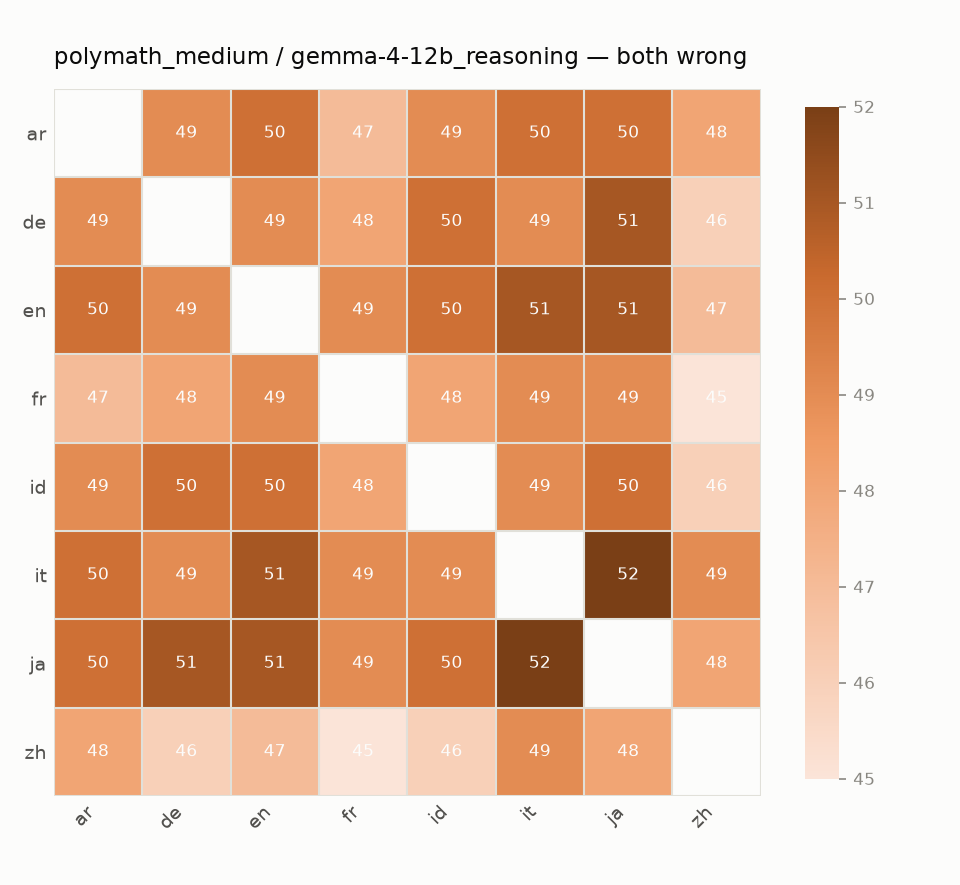 polymath_medium / gemma-4-12b_reasoning — both wrong
ar 49 50 47 49 50 50 48
de 49 49 48 50 49 51 46
en 50 49 49 50 51 51 47
fr 47 48 49 48 49 49 45
id 49 50 50 48 49 50 46
it 50 49 51 49 49 52 49
ja 50 51 51 49 50 52 48
zh 48 46 47 45 46 49 48
ar de en fr id it ja zh
52
51
50
49
48
47
46
45